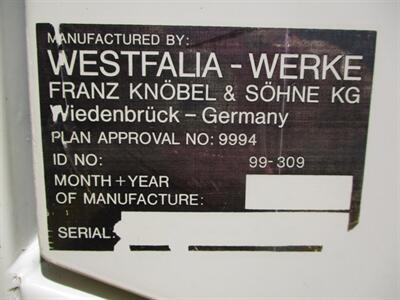 MANUFACTURED BY:
WESTFALIA - WERKE
FRANZ KNÖBEL & SÖHNE KG
Wiedenbrück - Germany
PLAN APPROVAL NO: 9994
ID NO: 99-309
MONTH + YEAR
OF MANUFACTURE:
SERIAL: